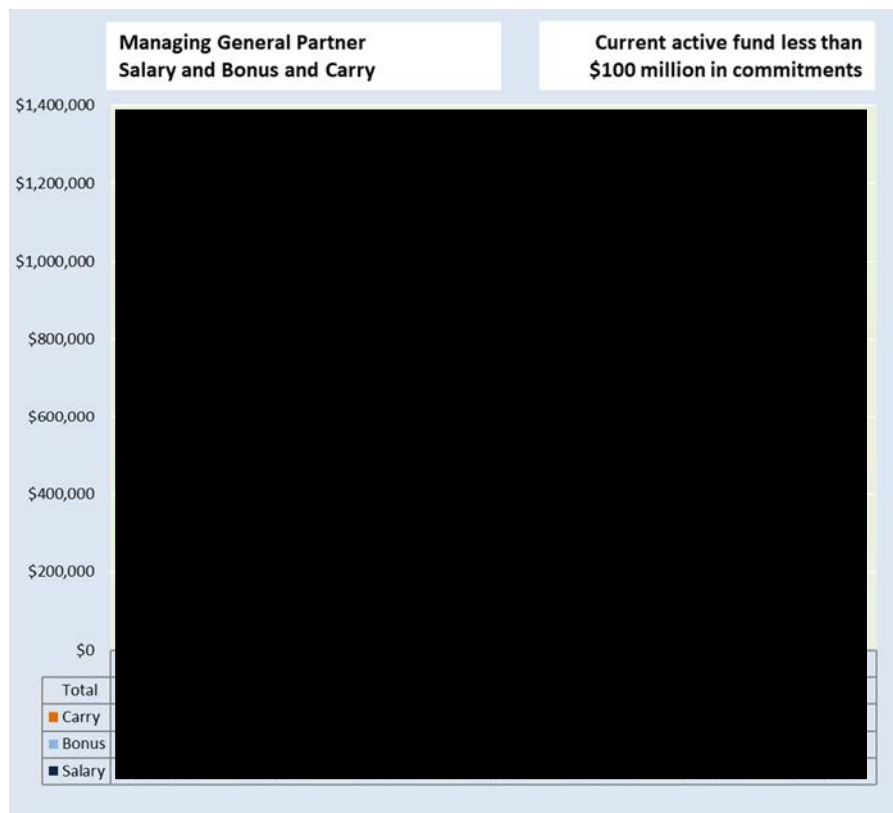 Managing General Partner
Salary and Bonus and Carry
Current active fund less than
$100 million in commitments
$1,400,000
$1,200,000
$1,000,000
$800,000
$600,000
$400,000
$200,000
$0
Total
Carry
Bonus
Salary